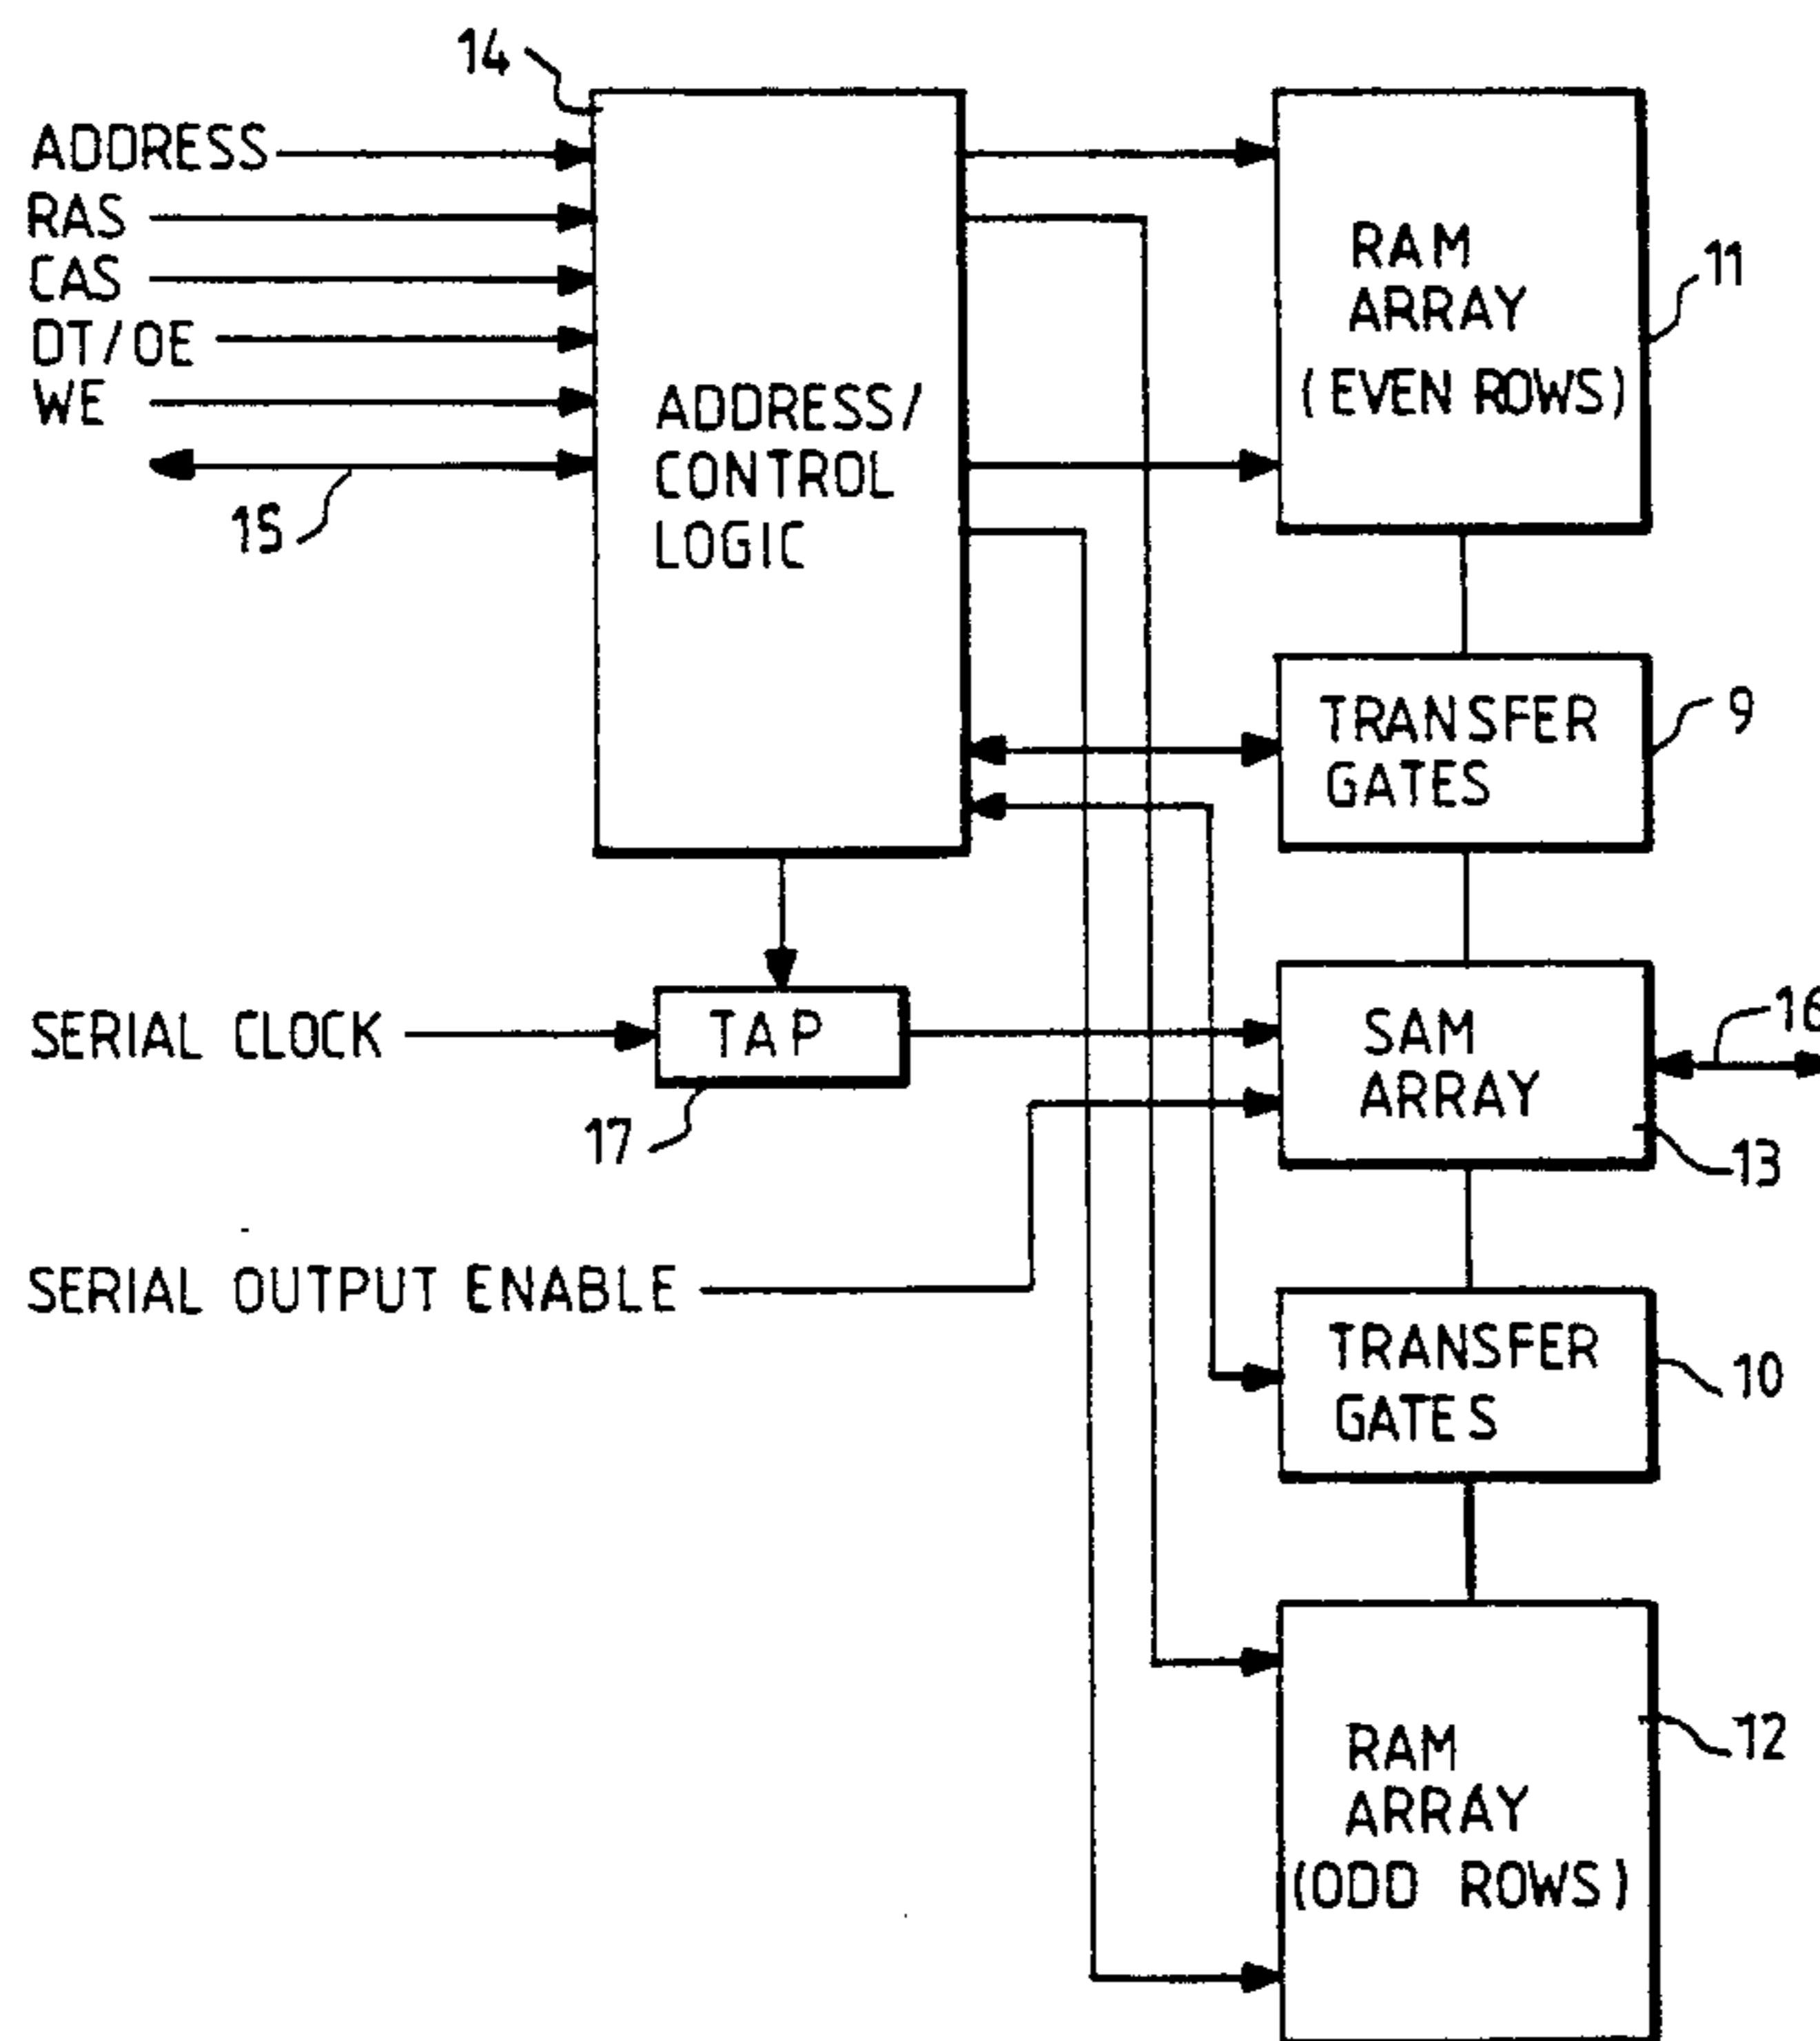 14
ADDRESS
RAS
CAS
DT/OE
WE
15
ADDRESS/
CONTROL
LOGIC
RAM
ARRAY
(EVEN ROWS)
11
TRANSFER
GATES
9
SERIAL CLOCK
TAP
17
SAM
ARRAY
16
13
SERIAL OUTPUT ENABLE
TRANSFER
GATES
10
RAM
ARRAY
(ODD ROWS)
12